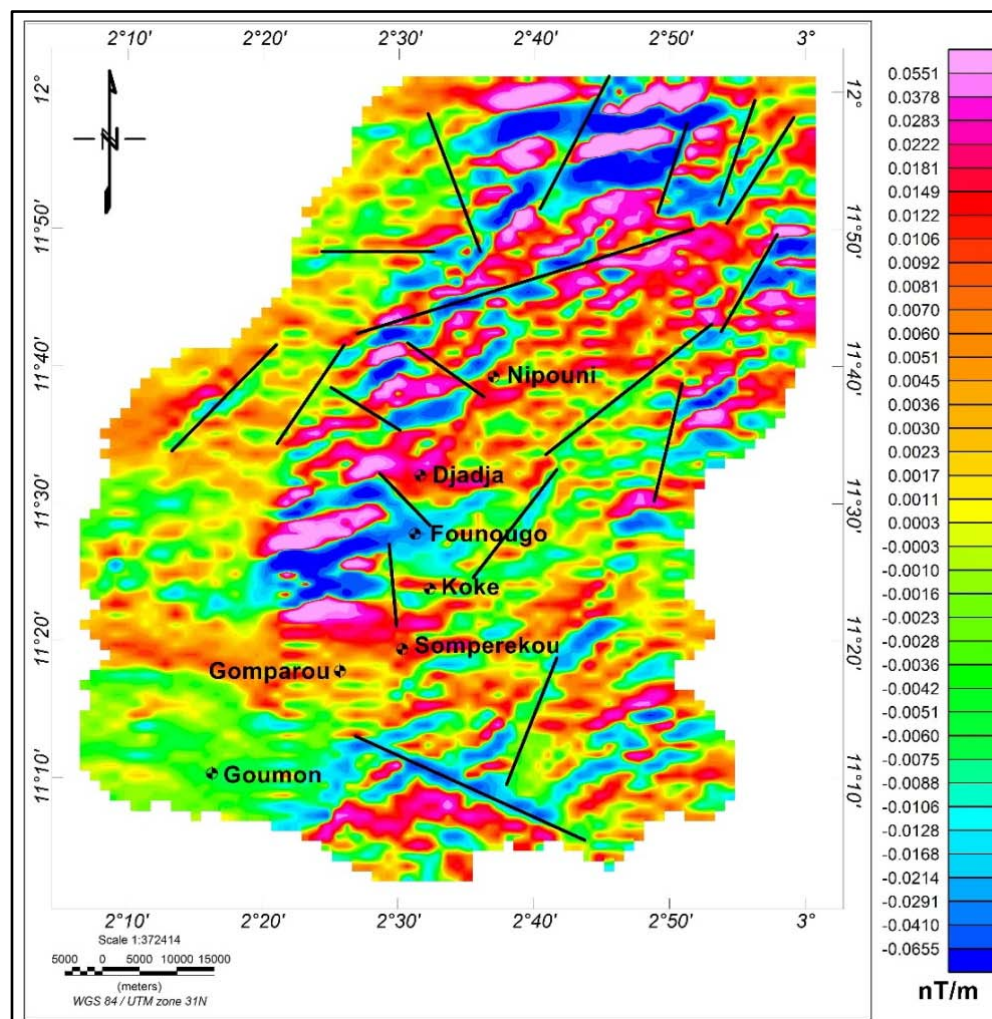 2°10' 2°20' 2°30' 2°40' 2°50' 3°
12° 12°
11°50' 11°50'
11°40' 11°40'
11°30' 11°30'
11°20' 11°20'
11°10' 11°10'
N
Nipouni
Djadja
Founougo
Koke
Somperekou
Gomparou
Goumon
2°10' 2°20' 2°30' 2°40' 2°50' 3°
Scale 1:372414
5000 0 5000 10000 15000
(meters)
WGS 84 / UTM zone 31N
0.0551
0.0378
0.0283
0.0222
0.0181
0.0149
0.0122
0.0106
0.0092
0.0081
0.0070
0.0060
0.0051
0.0045
0.0036
0.0030
0.0017
0.0011
0.0003
-0.0003
-0.0010
-0.0016
-0.0023
-0.0028
-0.0036
-0.0042
-0.0051
-0.0060
-0.0075
-0.0088
-0.0106
-0.0128
-0.0168
-0.0214
-0.0291
-0.0410
-0.0655
nT/m